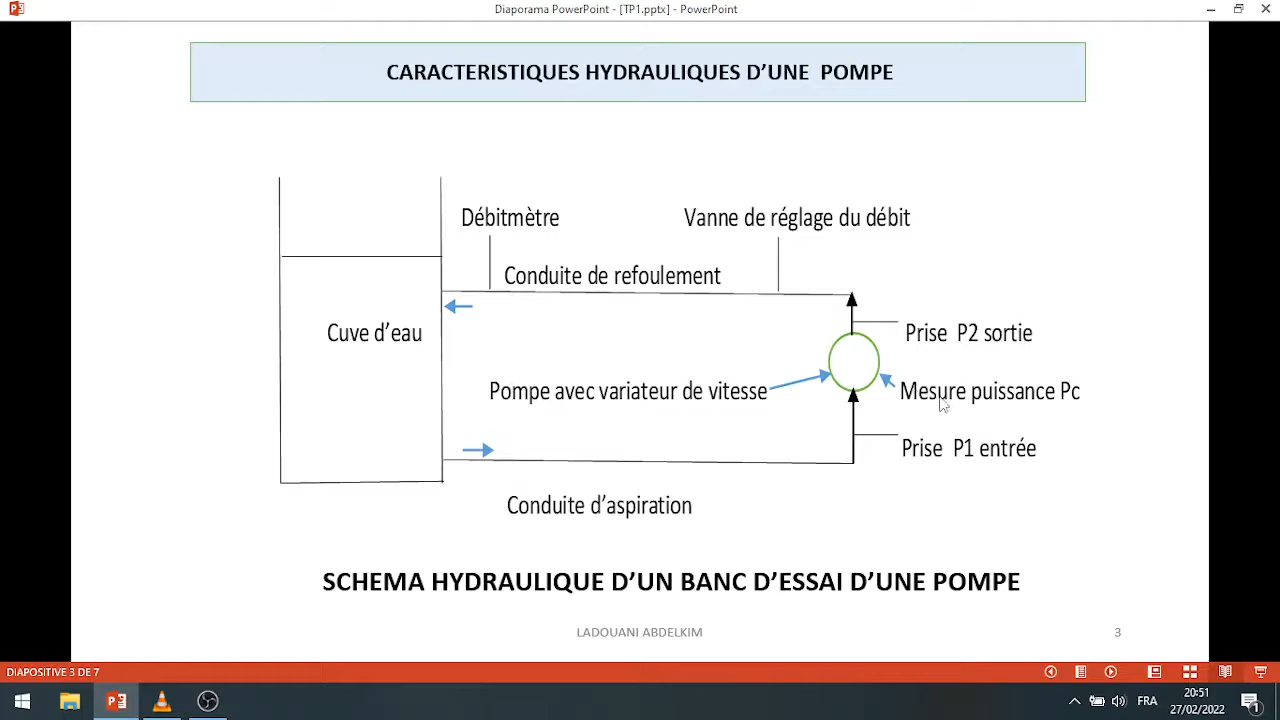 Diaporama PowerPoint - [TP1.pptx] - PowerPoint
CARACTERISTIQUES HYDRAULIQUES D’UNE POMPE
Débitmètre
Vanne de réglage du débit
Conduite de refoulement
Cuve d’eau
Prise P2 sortie
Pompe avec variateur de vitesse
Mesure puissance Pc
Prise P1 entrée
Conduite d’aspiration
SCHEMA HYDRAULIQUE D’UN BANC D’ESSAI D’UNE POMPE
LADOUANI ABDELKIM
3
DIAPOSITIVE 3 DE 7
FRA
20:51
27/02/2022
1